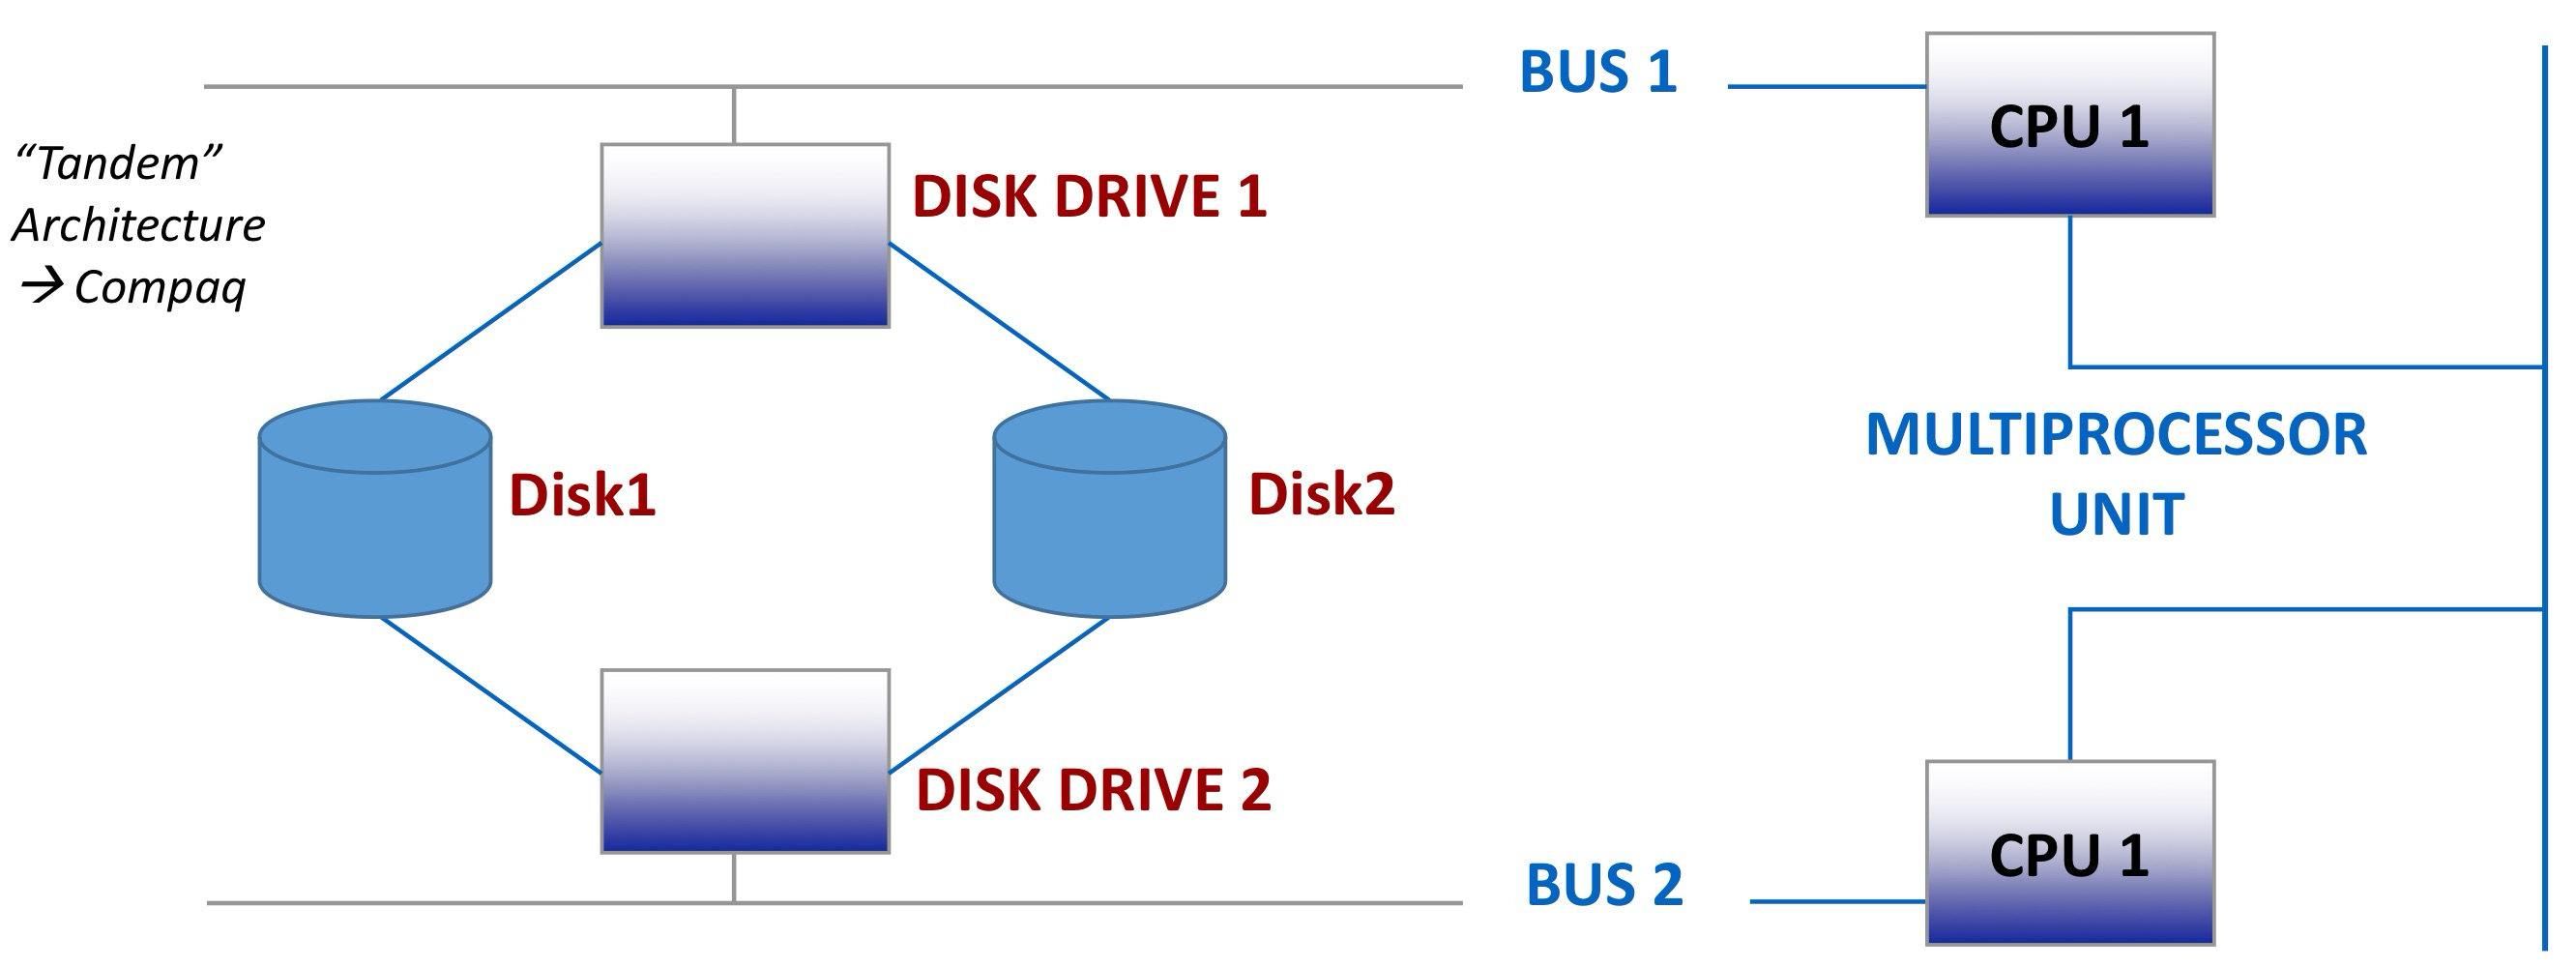 BUS 1
CPU 1
“Tandem”
Architecture
→ Compaq
DISK DRIVE 1
Disk1
Disk2
MULTIPROCESSOR
UNIT
DISK DRIVE 2
BUS 2
CPU 1